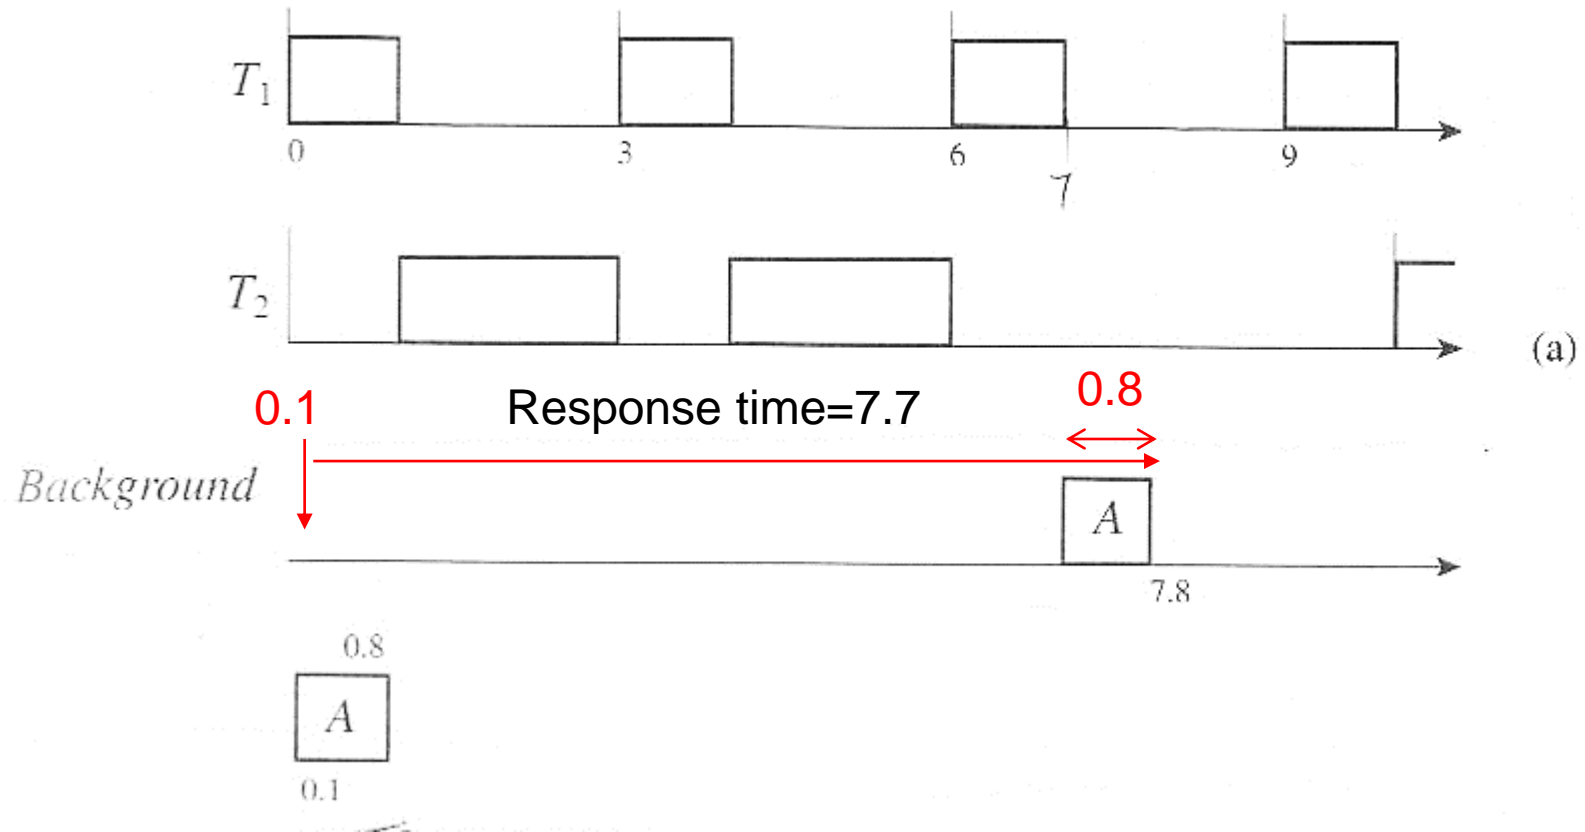 T1
0 3 6 9
7
T2
(a)
0.1 Response time=7.7 0.8
Background
A
7.8
0.8
A
0.1